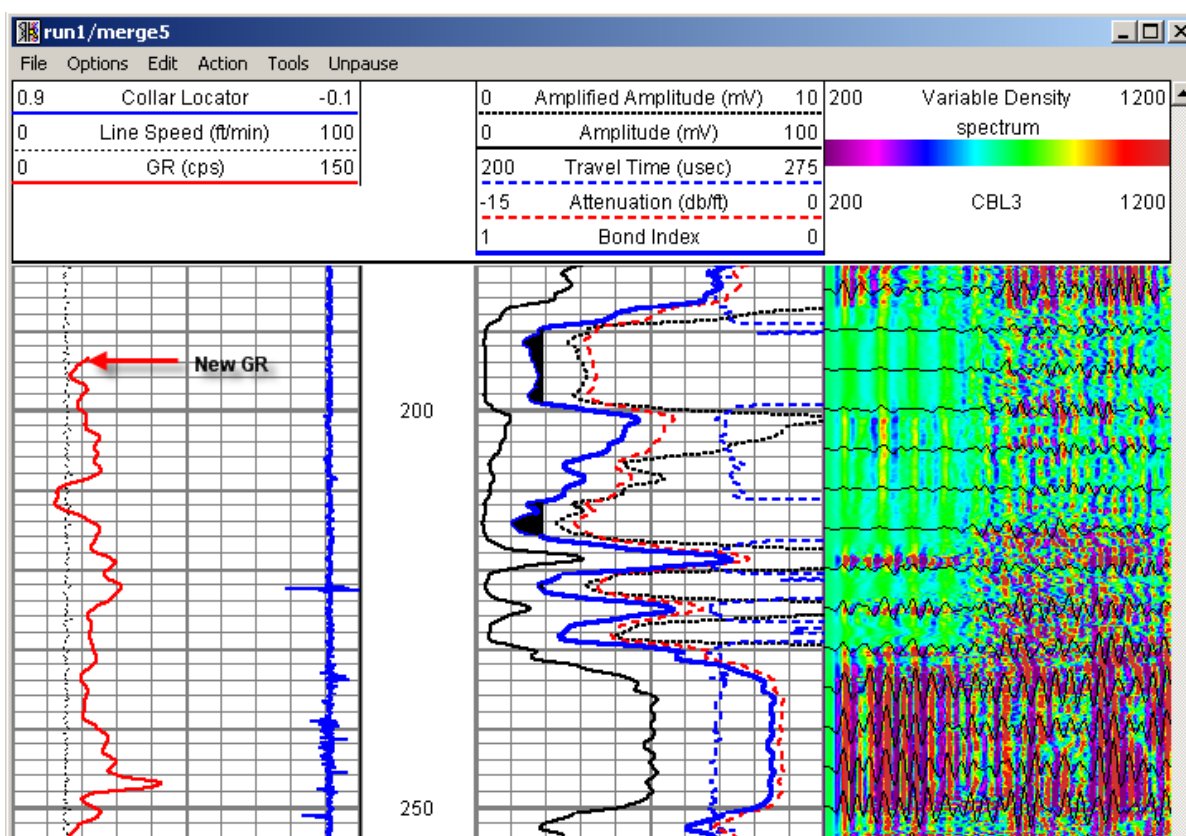 run1/merge5
File Options Edit Action Tools Unpause
0.9 Collar Locator -0.1
0 Line Speed (ft/min) 100
0 GR (cps) 150
0 Amplified Amplitude (mV) 10
0 Amplitude (mV) 100
200 Travel Time (usec) 275
-15 Attenuation (db/ft) 0
1 Bond Index 0
200 Variable Density 1200
spectrum
200 CBL3 1200
New GR
200
250